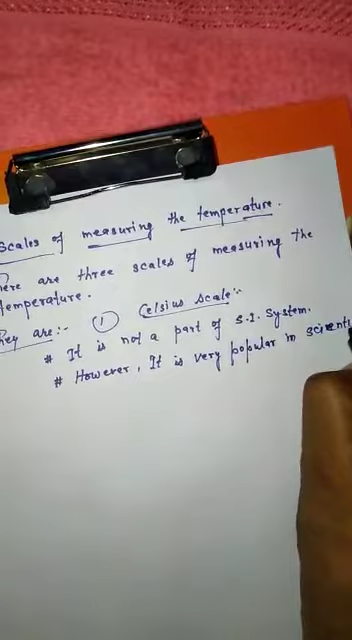 Scales of measuring the temperature.
here are three scales of measuring the
temperature.
They are:- ① Celsius Scale:-
# It is not a part of S.I. System.
# However, It is very popular in scienti